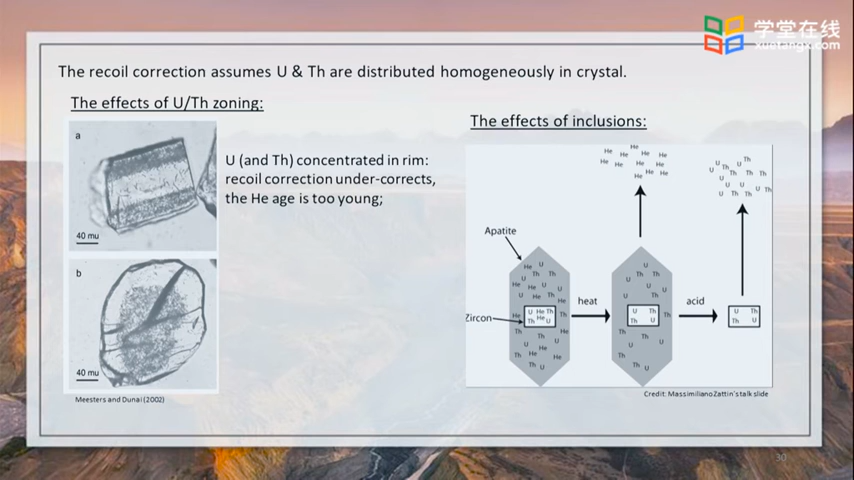 学堂在线
xuetangx.com
The recoil correction assumes U & Th are distributed homogeneously in crystal.
The effects of U/Th zoning:
a
40 mu
b
40 mu
Meesters and Dunai (2002)
U (and Th) concentrated in rim:
recoil correction under-corrects,
the He age is too young;
The effects of inclusions:
Apatite
Zircon
heat
acid
Credit: Massimiliano Zattin's talk slide
30